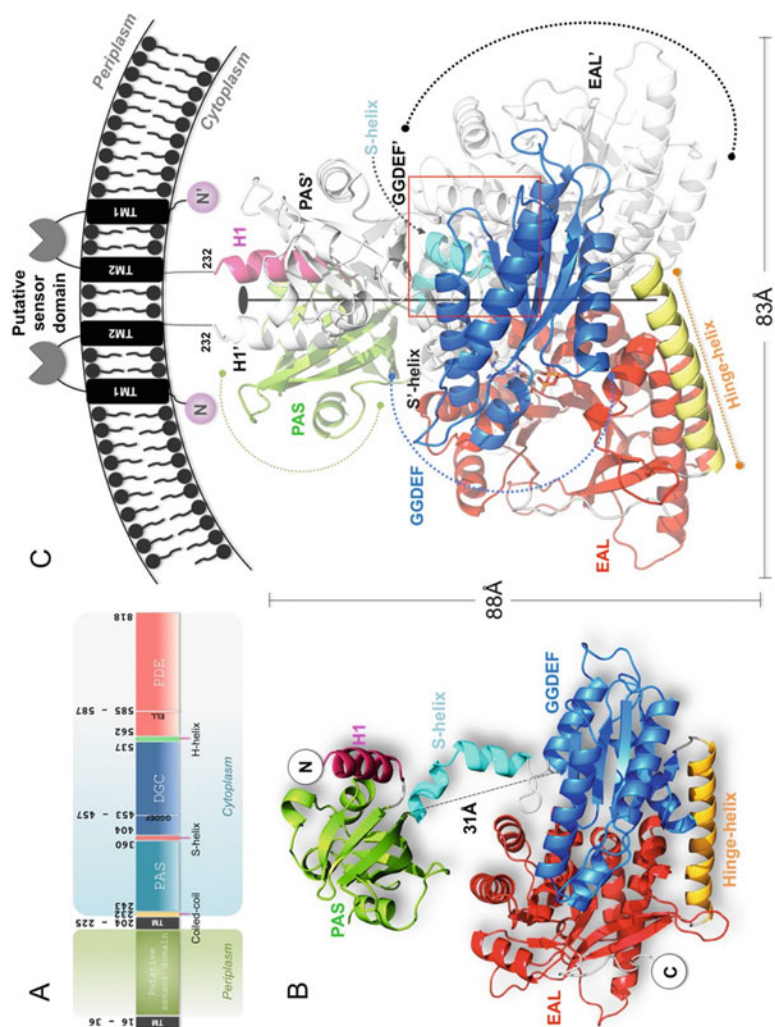 A
16 - 36
TM
Putative
sensor domain
Periplasm
204 - 225
TM
232
243
Coiled-coil
PAS
360
S-helix
404
453 - 457
GGDEF
DGC
537
H-helix
562
585 - 587
ELL
PDE
818
Cytoplasm
B
N
H1
PAS
S-helix
31Å
GGDEF
EAL
C
Hinge-helix
C
Putative
sensor
domain
Periplasm
Cytoplasm
TM1
TM2
TM2
TM1
N
N'
232
232
H1'
H1
PAS
PAS'
S'-helix
S-helix
GGDEF'
GGDEF
EAL'
EAL
Hinge-helix
88Å
83Å